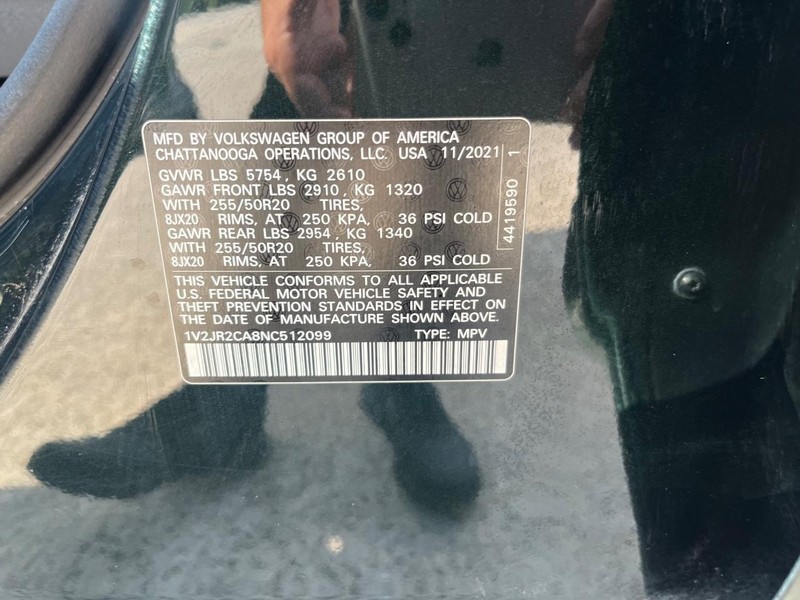 MFD BY VOLKSWAGEN GROUP OF AMERICA
CHATTANOOGA OPERATIONS, LLC. USA 11/2021
GVWR LBS 5754, KG 2610
GAWR FRONT LBS 2910, KG 1320
WITH 255/50R20 TIRES,
8JX20 RIMS, AT 250 KPA, 36 PSI COLD
GAWR REAR LBS 2954, KG 1340
WITH 255/50R20 TIRES,
8JX20 RIMS, AT 250 KPA, 36 PSI COLD
THIS VEHICLE CONFORMS TO ALL APPLICABLE
U.S. FEDERAL MOTOR VEHICLE SAFETY AND
THEFT PREVENTION STANDARDS IN EFFECT ON
THE DATE OF MANUFACTURE SHOWN ABOVE.
1V2JR2CA8NC512099 TYPE: MPV
4419590 1